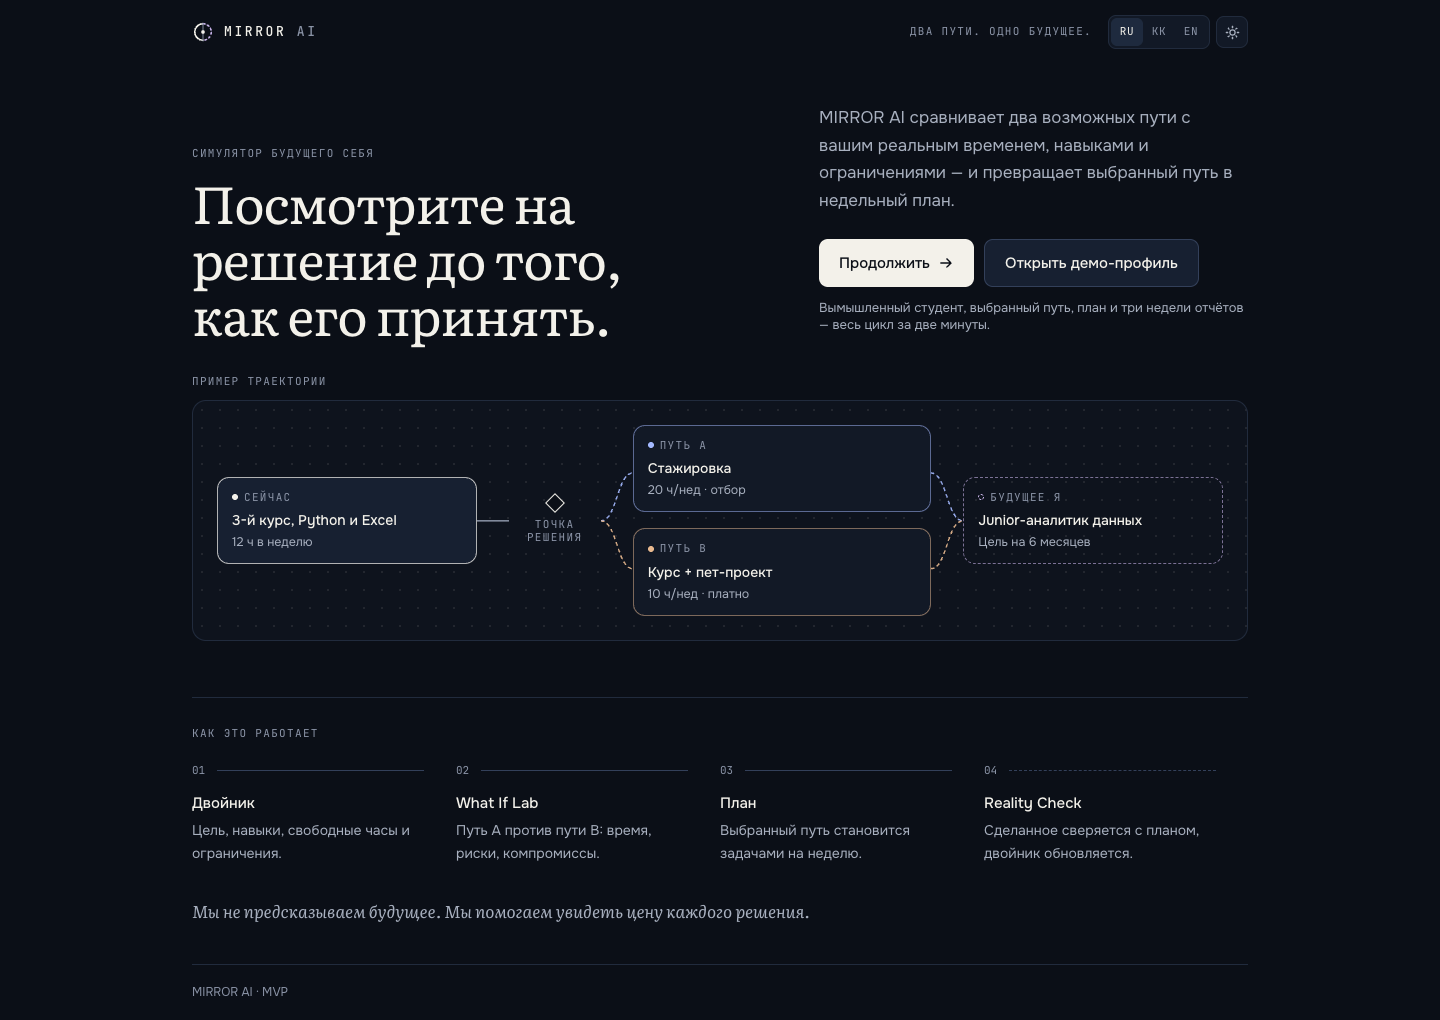 MIRROR AI
ДВА ПУТИ. ОДНО БУДУЩЕЕ.
RU KK EN
СИМУЛЯТОР БУДУЩЕГО СЕБЯ
Посмотрите на
решение до того,
как его принять.
MIRROR AI сравнивает два возможных пути с
вашим реальным временем, навыками и
ограничениями — и превращает выбранный путь в
недельный план.
Продолжить →
Открыть демо-профиль
Вымышленный студент, выбранный путь, план и три недели отчётов
— весь цикл за две минуты.
ПРИМЕР ТРАЕКТОРИИ
СЕЙЧАС
3-й курс, Python и Excel
12 ч в неделю
ТОЧКА
РЕШЕНИЯ
ПУТЬ A
Стажировка
20 ч/нед · отбор
ПУТЬ B
Курс + пет-проект
10 ч/нед · платно
БУДУЩЕЕ Я
Junior-аналитик данных
Цель на 6 месяцев
КАК ЭТО РАБОТАЕТ
01
Двойник
Цель, навыки, свободные часы и
ограничения.
02
What If Lab
Путь A против пути B: время,
риски, компромиссы.
03
План
Выбранный путь становится
задачами на неделю.
04
Reality Check
Сделанное сверяется с планом,
двойник обновляется.
Мы не предсказываем будущее. Мы помогаем увидеть цену каждого решения.
MIRROR AI · MVP